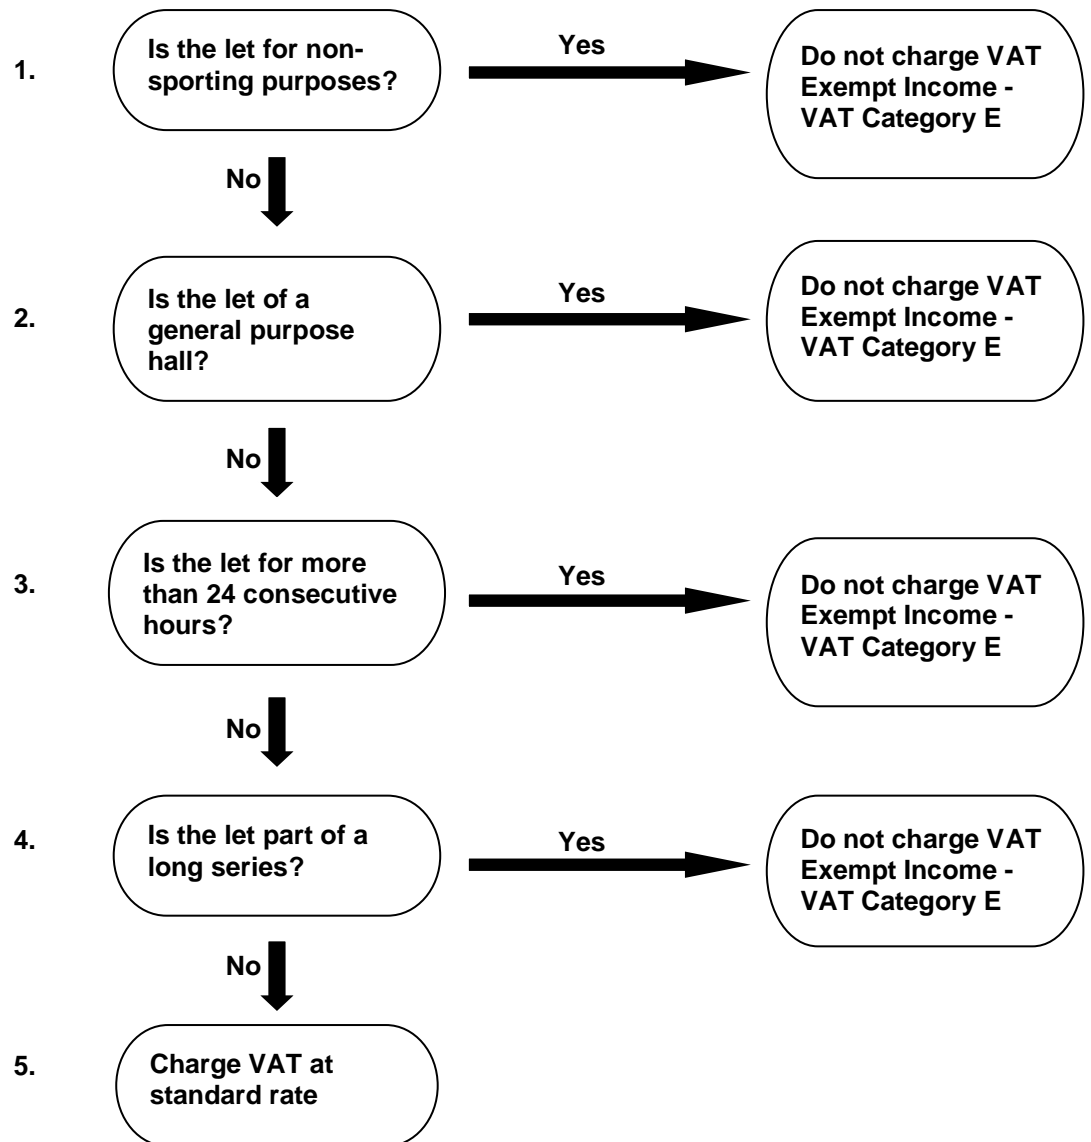 1.
Is the let for non-
sporting purposes?
Yes
Do not charge VAT
Exempt Income -
VAT Category E
No
2.
Is the let of a
general purpose
hall?
Yes
Do not charge VAT
Exempt Income -
VAT Category E
No
3.
Is the let for more
than 24 consecutive
hours?
Yes
Do not charge VAT
Exempt Income -
VAT Category E
No
4.
Is the let part of a
long series?
Yes
Do not charge VAT
Exempt Income -
VAT Category E
No
5.
Charge VAT at
standard rate